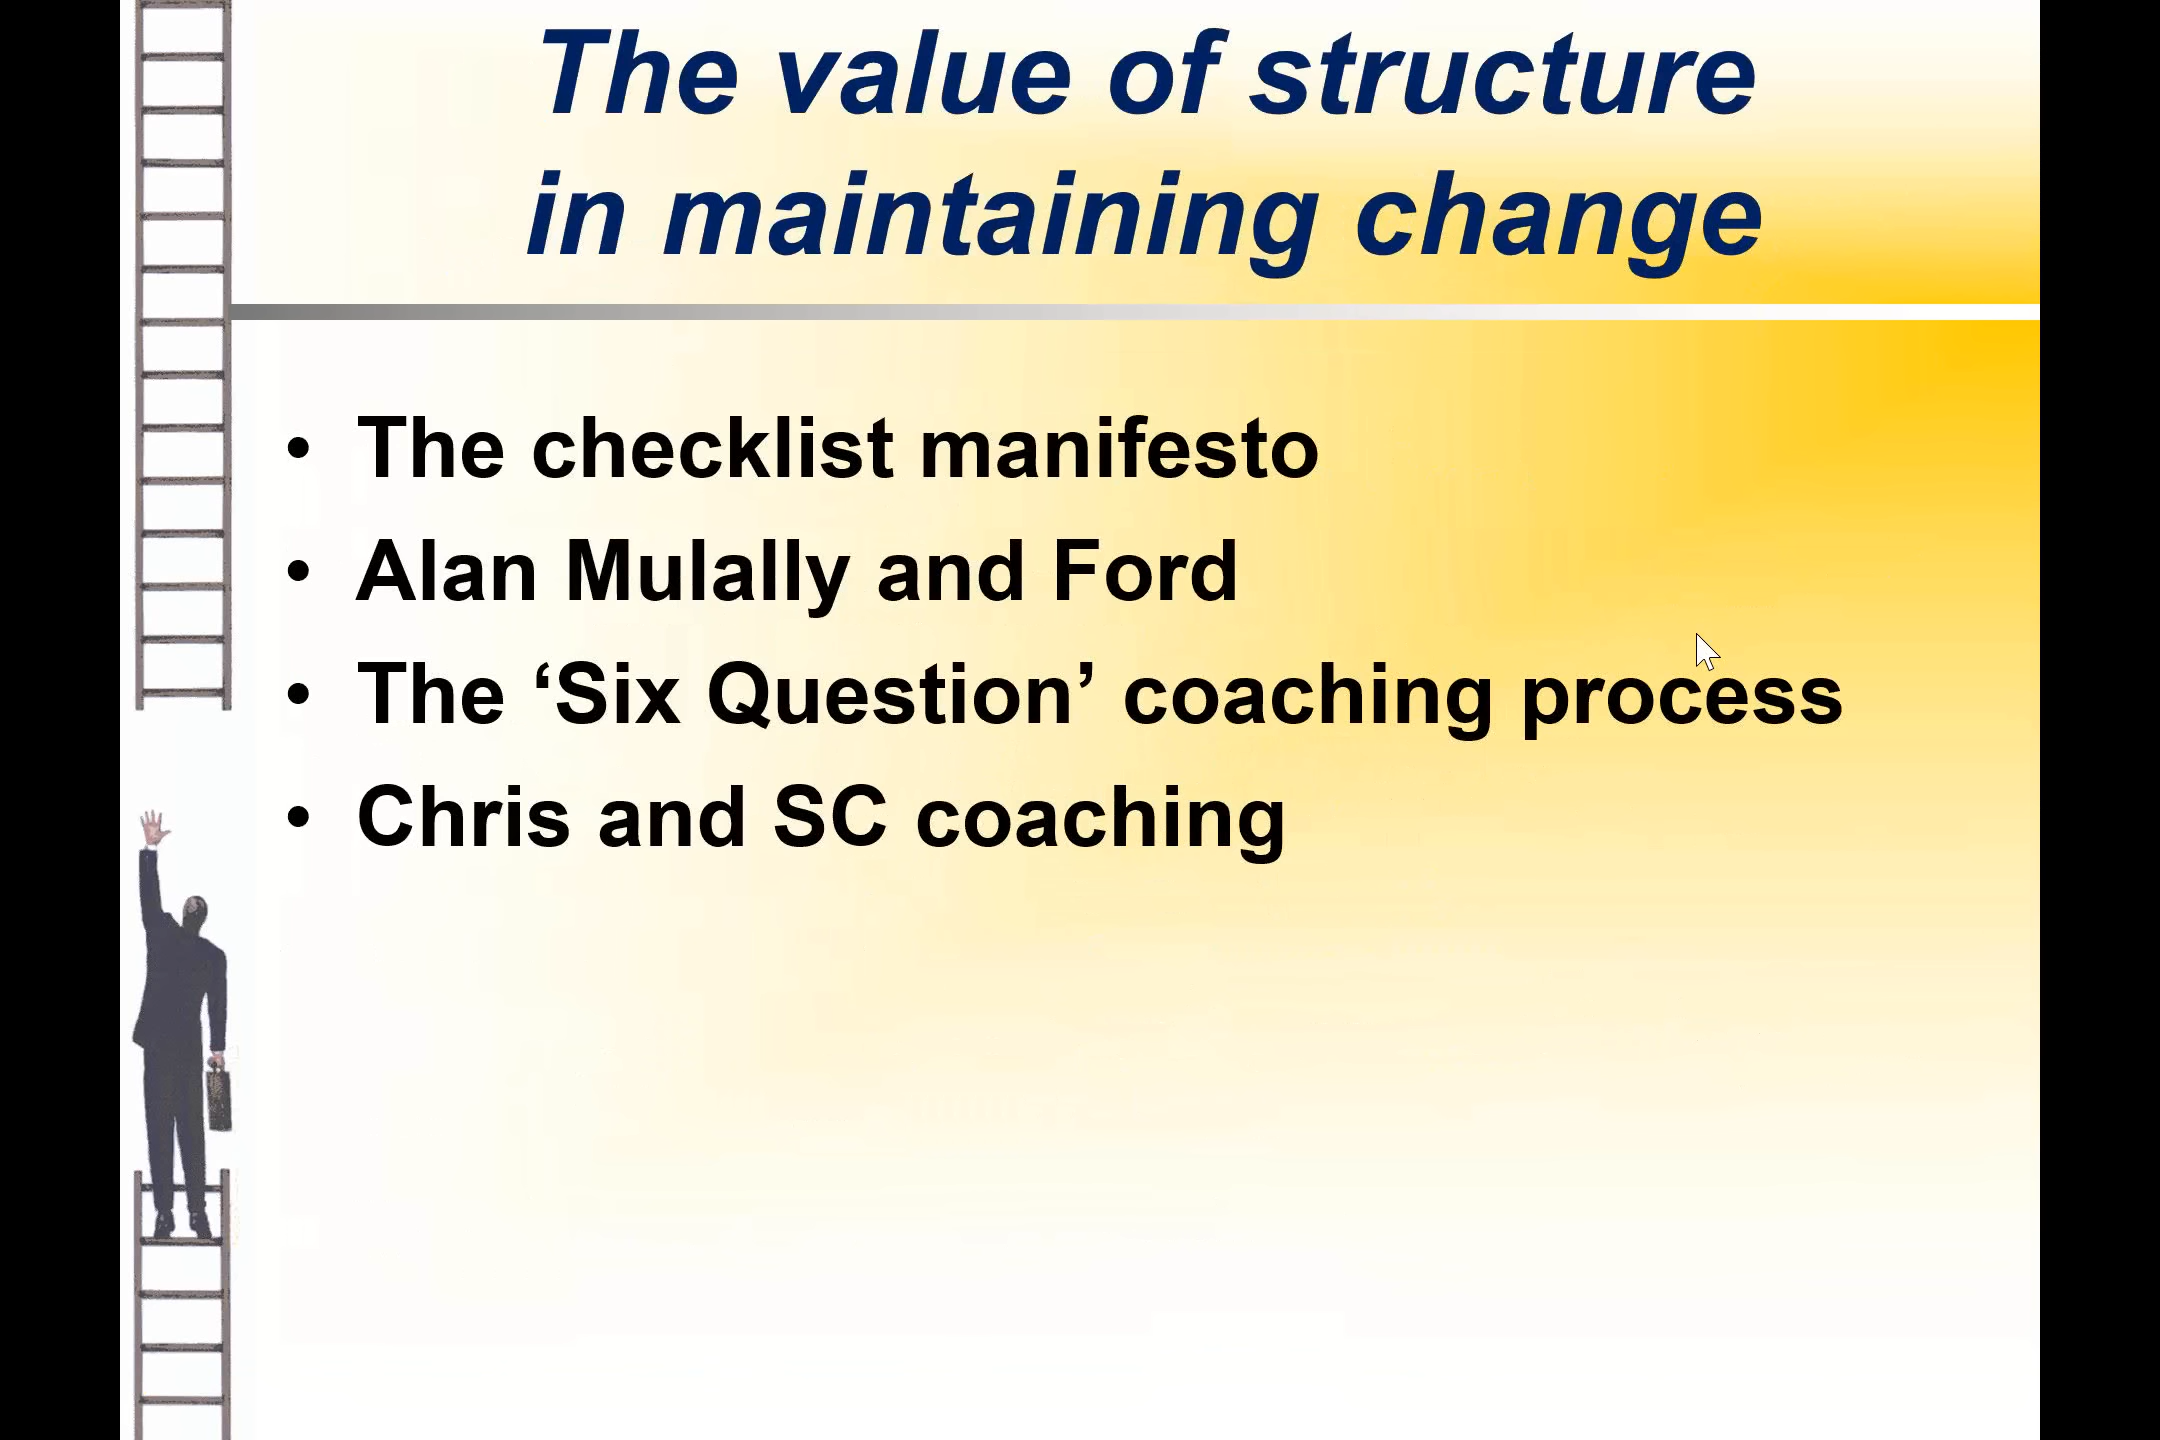 The value of structure
in maintaining change
• The checklist manifesto
• Alan Mulally and Ford
• The ‘Six Question’ coaching process
• Chris and SC coaching